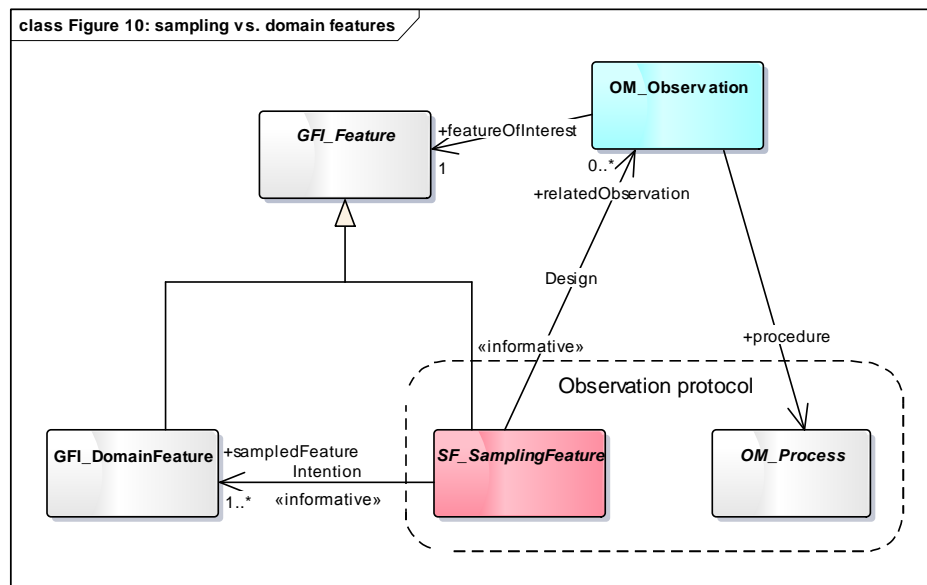 class Figure 10: sampling vs. domain features
OM_Observation
GFI_Feature
+featureOfInterest
1
0..*
+relatedObservation
Design
+procedure
«informative»
Observation protocol
GFI_DomainFeature
+sampledFeature
Intention
1..*
«informative»
SF_SamplingFeature
OM_Process